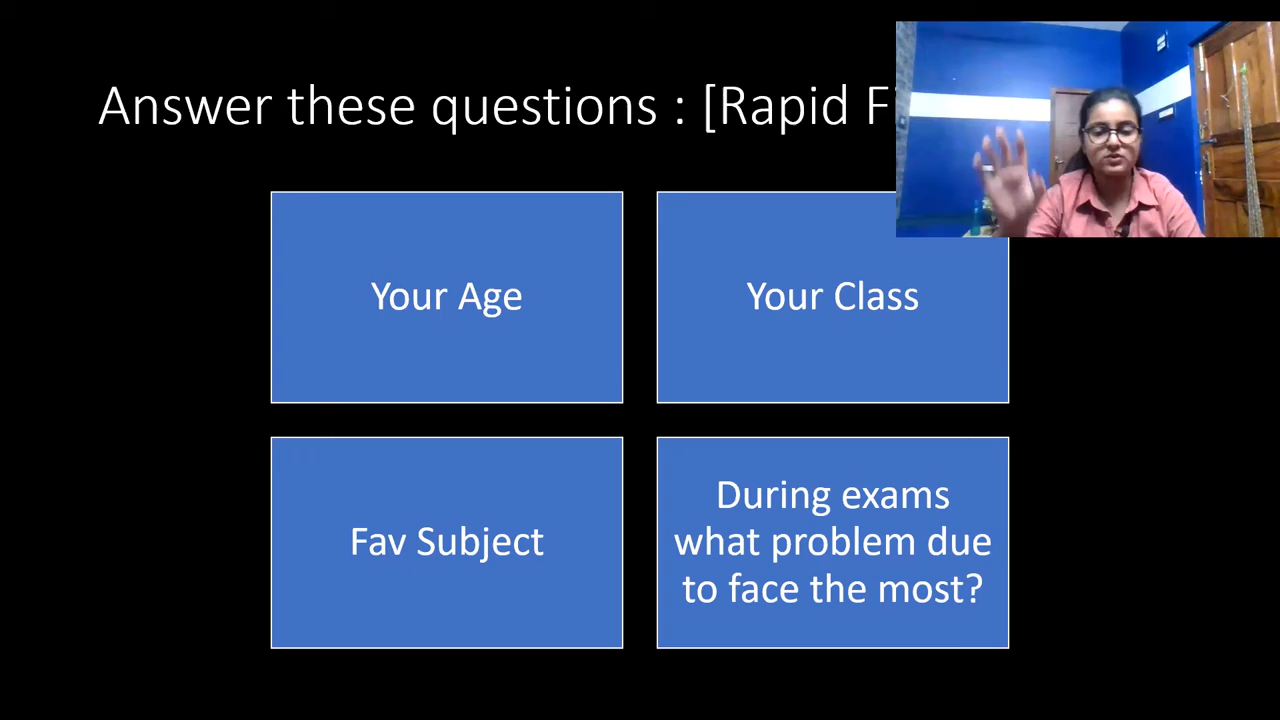 Answer these questions : [Rapid
Your Age
Your Class
Fav Subject
During exams
what problem due
to face the most?